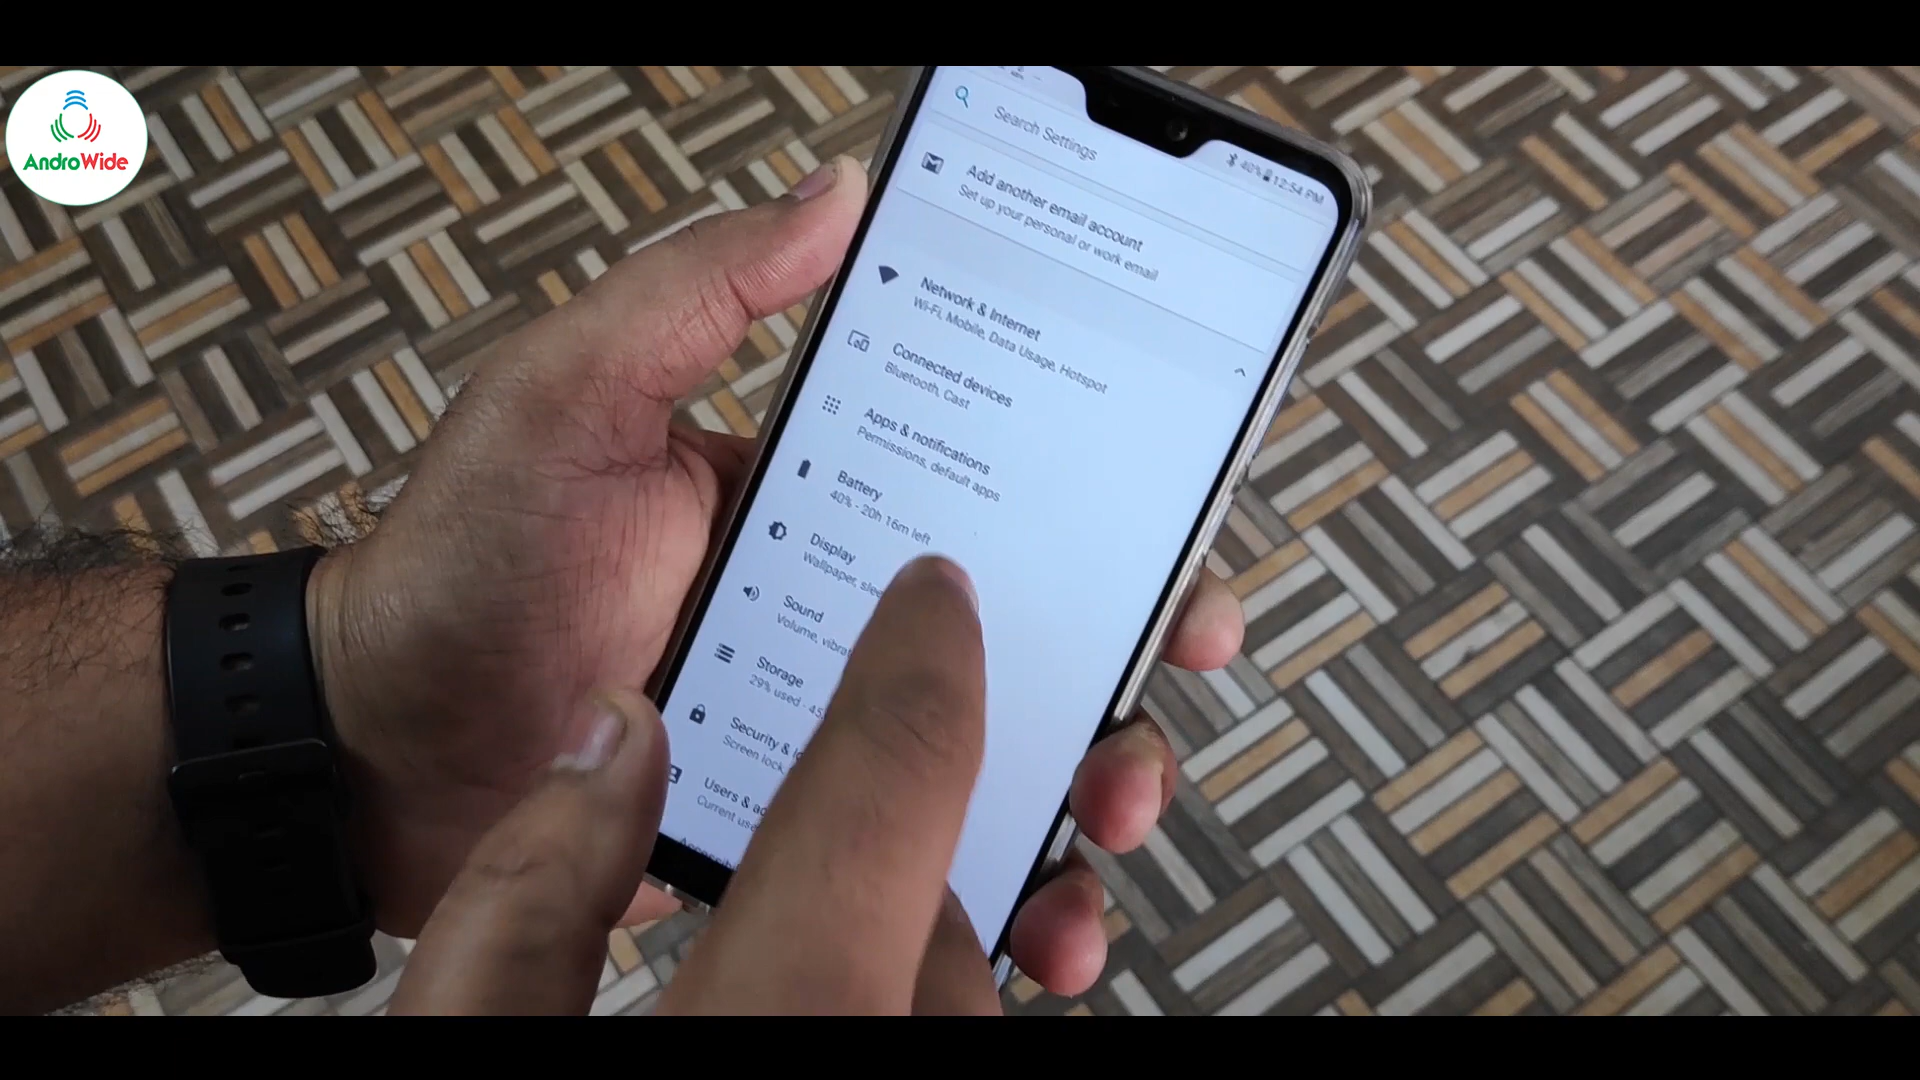 AndroWide
40% 12:54 PM
Search Settings
Add another email account
Set up your personal or work email
Network & Internet
Wi-Fi, Mobile, Data Usage, Hotspot
Connected devices
Bluetooth, Cast
Apps & notifications
Permissions, default apps
Battery
40% - 20h 16m left
Display
Wallpaper,
Sound
Volume,
Storage
29% used -
Security &
Screen lock,
Users &
Current